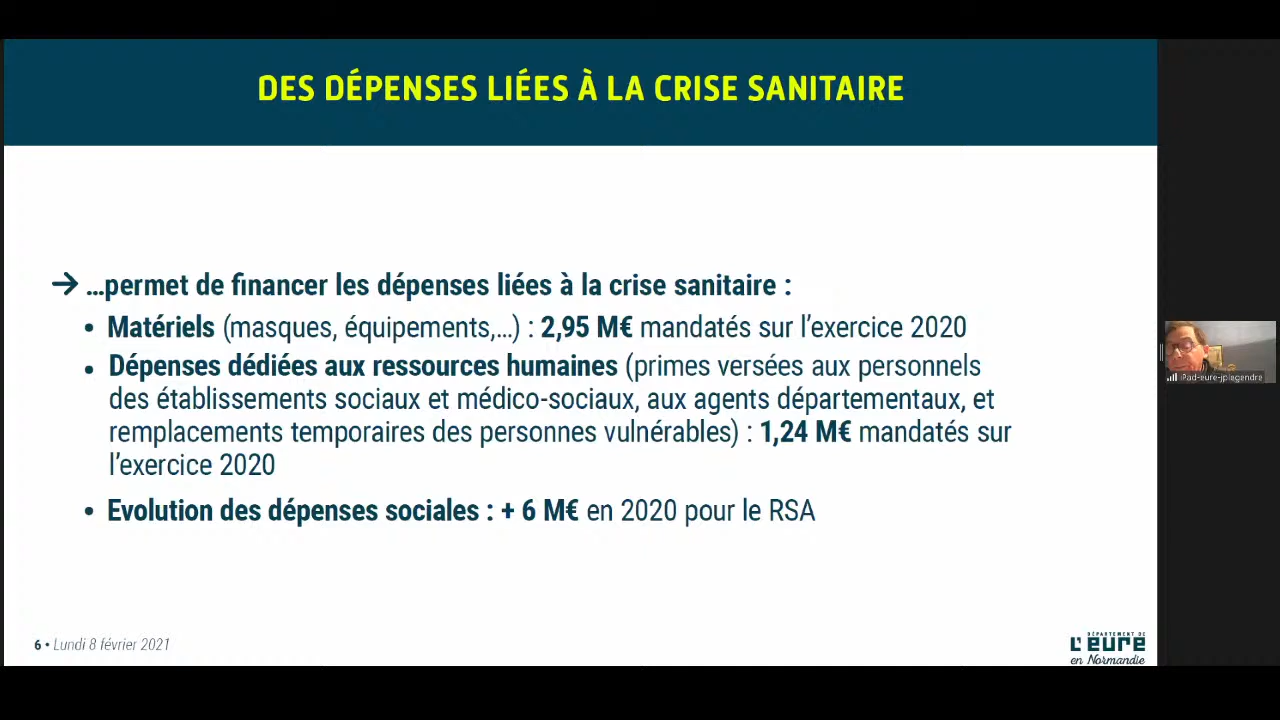 DES DÉPENSES LIÉES À LA CRISE SANITAIRE
→ …permet de financer les dépenses liées à la crise sanitaire :
• Matériels (masques, équipements,…) : 2,95 M€ mandatés sur l’exercice 2020
• Dépenses dédiées aux ressources humaines (primes versées aux personnels
des établissements sociaux et médico-sociaux, aux agents départementaux, et
remplacements temporaires des personnes vulnérables) : 1,24 M€ mandatés sur
l’exercice 2020
• Evolution des dépenses sociales : + 6 M€ en 2020 pour le RSA
iPad-eure-jplegendre
6 • Lundi 8 février 2021
DÉPARTEMENT DE
L'EURE
en Normandie